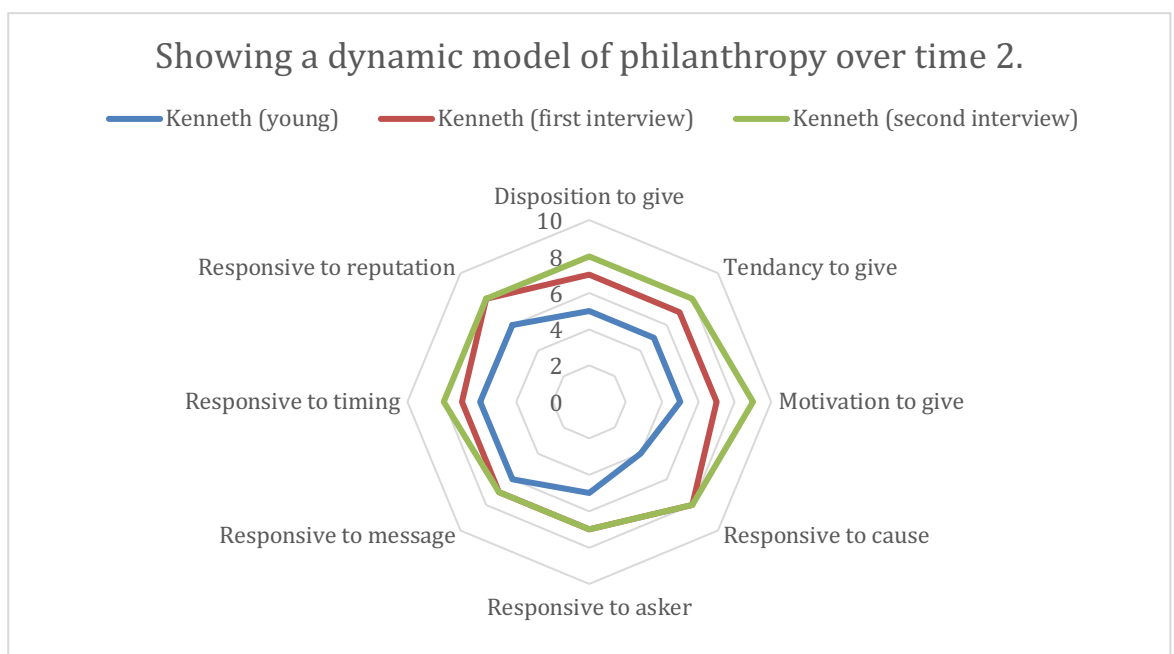 Showing a dynamic model of philanthropy over time 2.
Kenneth (young) Kenneth (first interview) Kenneth (second interview)
Disposition to give
10
8
6
4
2
0
Tendancy to give
Motivation to give
Responsive to cause
Responsive to asker
Responsive to message
Responsive to timing
Responsive to reputation